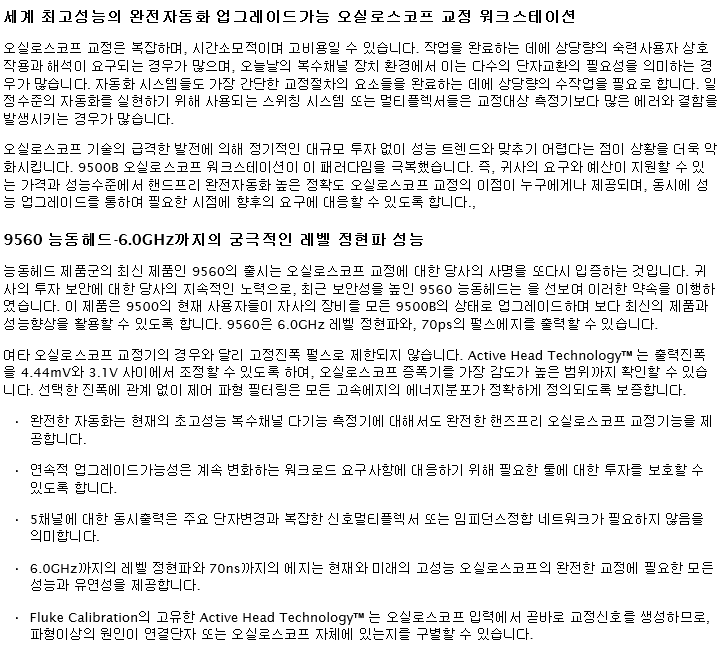 세계 최고성능의 완전자동화 업그레이드가능 오실로스코프 교정 워크스테이션
오실로스코프 교정은 복잡하며, 시간소모적이며 고비용일 수 있습니다. 작업을 완료하는 데에 상당량의 숙련사용자 상호
작용과 해석이 요구되는 경우가 많으며, 오늘날의 복수채널 장치 환경에서 이는 다수의 단자교환의 필요성을 의미하는 경
우가 많습니다. 자동화 시스템들도 가장 간단한 교정절차의 요소들을 완료하는 데에 상당량의 수작업을 필요로 합니다. 일
정수준의 자동화를 실현하기 위해 사용되는 스위칭 시스템 또는 멀티플렉서들은 교정대상 측정기보다 많은 에러와 결함을
발생시키는 경우가 많습니다.
오실로스코프 기술의 급격한 발전에 의해 정기적인 대규모 투자 없이 성능 트렌드와 맞추기 어렵다는 점이 상황을 더욱 악
화시킵니다. 9500B 오실로스코프 워크스테이션이 이 패러다임을 극복했습니다. 즉, 귀사의 요구와 예산이 지원할 수 있
는 가격과 성능수준에서 핸드프리 완전자동화 높은 정확도 오실로스코프 교정의 이점이 누구에게나 제공되며, 동시에 성
능 업그레이드를 통하여 필요한 시점에 향후의 요구에 대응할 수 있도록 합니다.,
9560 능동헤드-6.0GHz까지의 궁극적인 레벨 정현파 성능
능동헤드 제품군의 최신 제품인 9560의 출시는 오실로스코프 교정에 대한 당사의 사명을 또다시 입증하는 것입니다. 귀
사의 투자 보안에 대한 당사의 지속적인 노력으로, 최근 보안성을 높인 9560 능동헤드는 을 선보여 이러한 약속을 이행하
였습니다. 이 제품은 9500의 현재 사용자들이 자사의 장비를 모든 9500B의 상태로 업그레이드하며 보다 최신의 제품과
성능향상을 활용할 수 있도록 합니다. 9560은 6.0GHz 레벨 정현파와, 70ps의 펄스에지를 출력할 수 있습니다.
여타 오실로스코프 교정기의 경우와 달리 고정진폭 펄스로 제한되지 않습니다. Active Head Technology™ 는 출력진폭
을 4.44mV와 3.1V 사이에서 조정할 수 있도록 하며, 오실로스코프 증폭기를 가장 감도가 높은 범위까지 확인할 수 있습
니다. 선택한 진폭에 관계 없이 제어 파형 필터링은 모든 고속에지의 에너지분포가 정확하게 정의되도록 보증합니다.
· 완전한 자동화는 현재의 초고성능 복수채널 다기능 측정기에 대해서도 완전한 핸즈프리 오실로스코프 교정기능을 제
공합니다.
· 연속적 업그레이드가능성은 계속 변화하는 워크로드 요구사항에 대응하기 위해 필요한 툴에 대한 투자를 보호할 수
있도록 합니다.
· 5채널에 대한 동시출력은 주요 단자변경과 복잡한 신호멀티플렉서 또는 임피던스정합 네트워크가 필요하지 않음을
의미합니다.
· 6.0GHz까지의 레벨 정현파와 70ns까지의 에지는 현재와 미래의 고성능 오실로스코프의 완전한 교정에 필요한 모든
성능과 유연성을 제공합니다.
· Fluke Calibration의 고유한 Active Head Technology™ 는 오실로스코프 입력에서 곧바로 교정신호를 생성하므로,
파형이상의 원인이 연결단자 또는 오실로스코프 자체에 있는지를 구별할 수 있습니다.